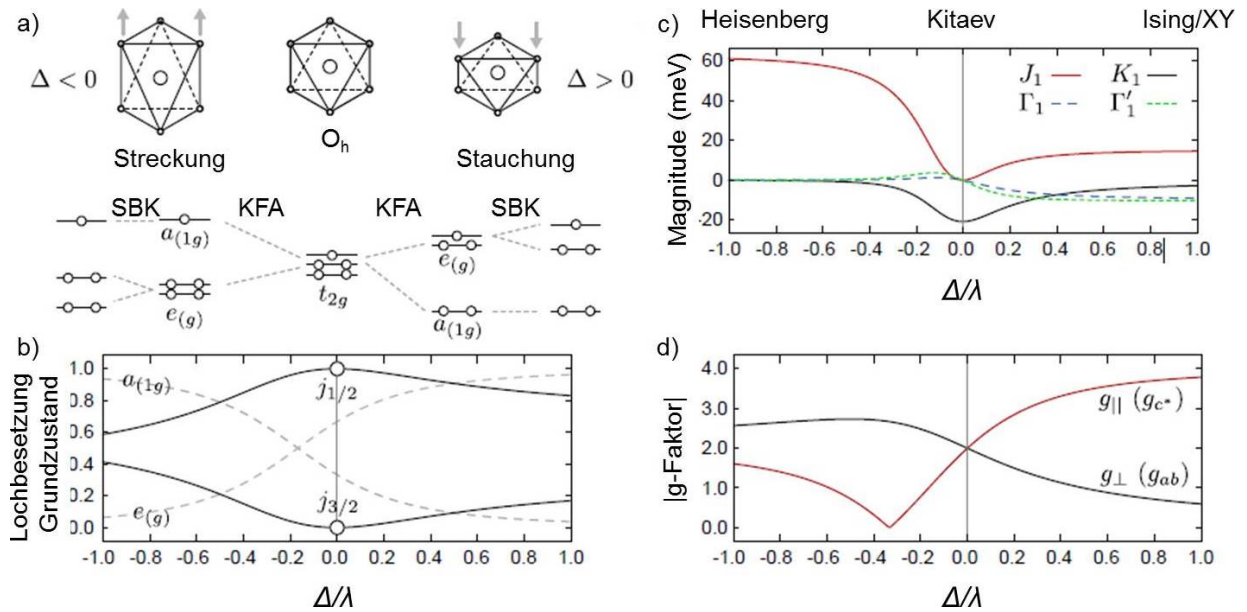 a)
Δ < 0
O_h
Δ > 0
Streckung
Stauchung
SBK
KFA
KFA
SBK
a_(1g)
e_(g)
t_2g
e_(g)
a_(1g)
b)
Lochbesetzung
Grundzustand
1.0
0.8
0.6
0.4
0.2
0.0
a_(1g)
e_(g)
j_1/2
j_3/2
-1.0 -0.8 -0.6 -0.4 -0.2 0.0 0.2 0.4 0.6 0.8 1.0
Δ/λ
c)
Heisenberg Kitaev Ising/XY
Magnitude (meV)
60
40
20
0
-20
J_1 K_1
Γ_1 Γ′_1
-1.0 -0.8 -0.6 -0.4 -0.2 0.0 0.2 0.4 0.6 0.8 1.0
Δ/λ
d)
|g-Faktor|
4.0
3.0
2.0
1.0
0.0
g_|| (g_c*)
g_⊥ (g_ab)
-1.0 -0.8 -0.6 -0.4 -0.2 0.0 0.2 0.4 0.6 0.8 1.0
Δ/λ